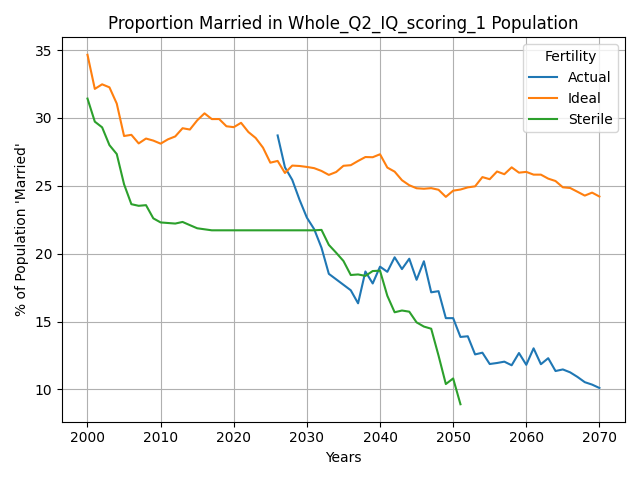 Proportion Married in Whole_Q2_IQ_scoring_1 Population
% of Population 'Married'
35
30
25
20
15
10
Fertility
Actual
Ideal
Sterile
2000 2010 2020 2030 2040 2050 2060 2070
Years